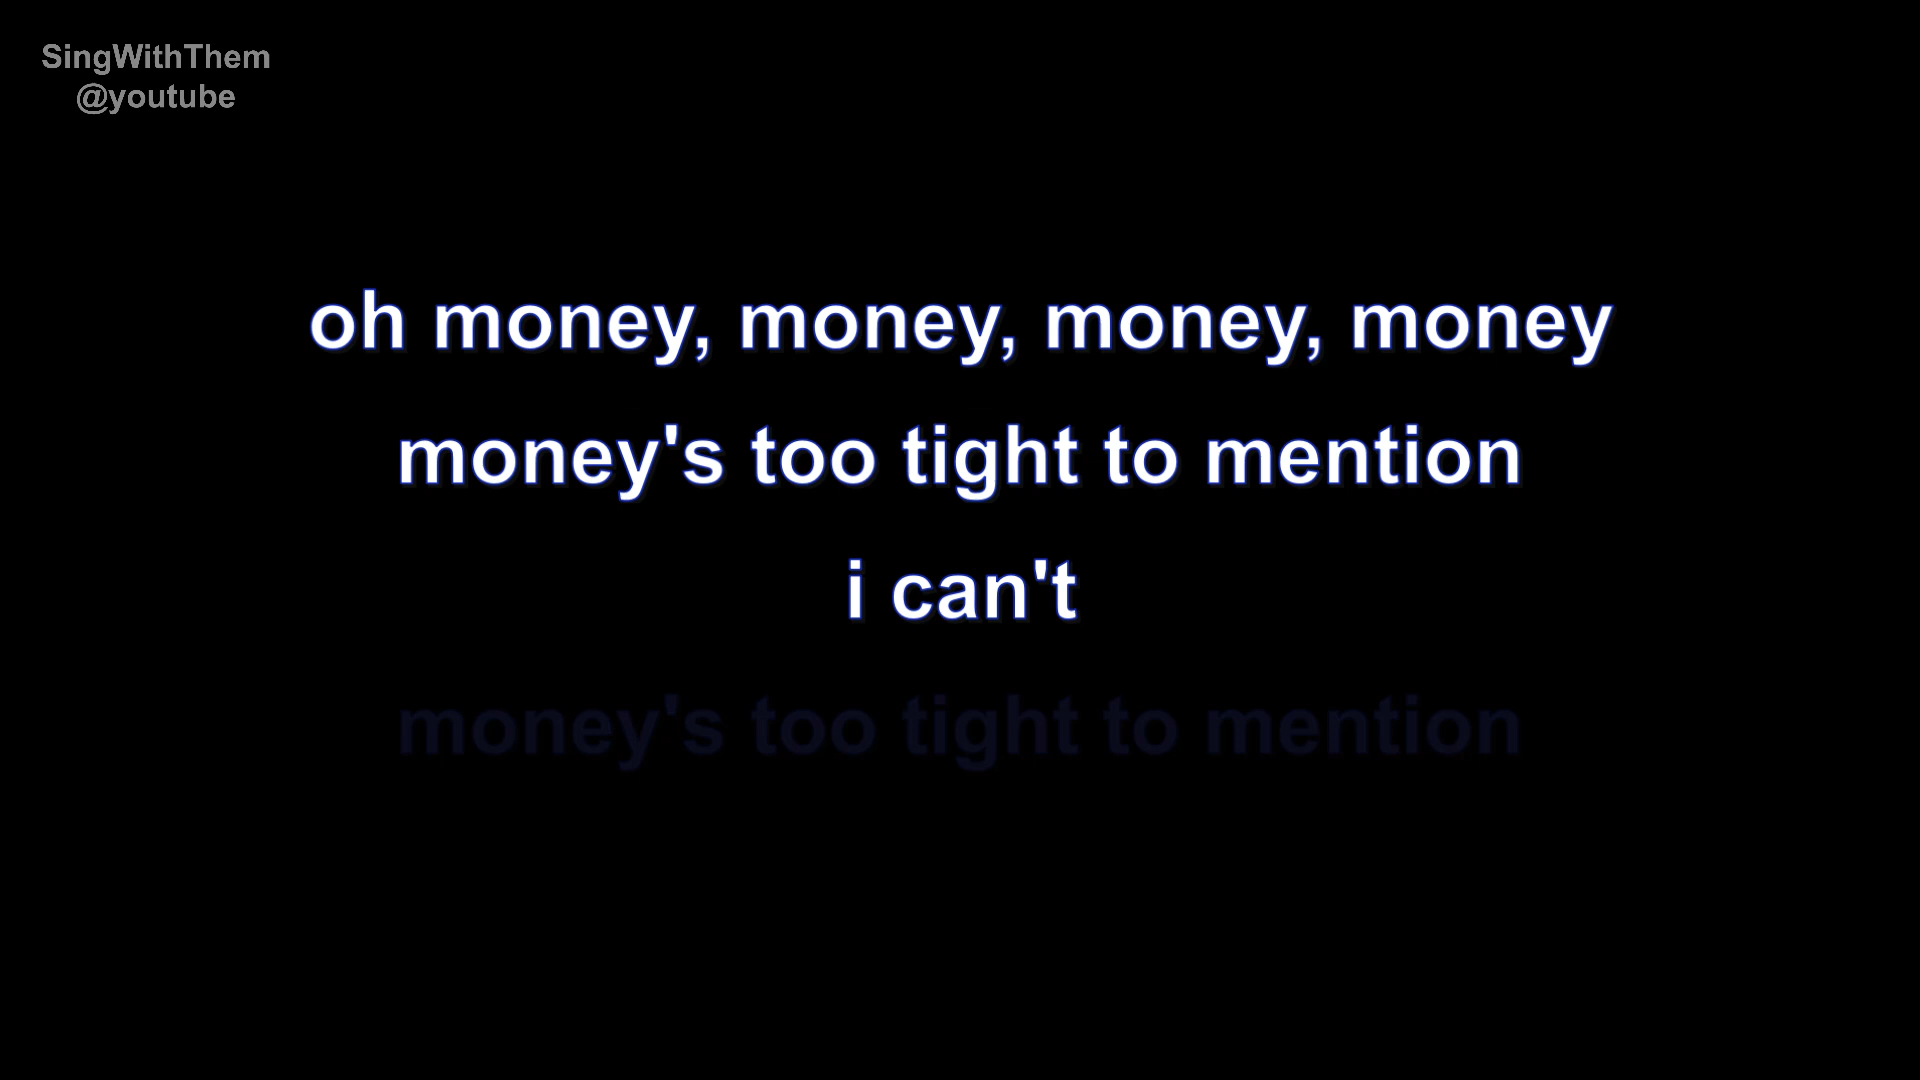 SingWithThem
@youtube
oh money, money, money, money
money's too tight to mention
i can't
money's too tight to mention